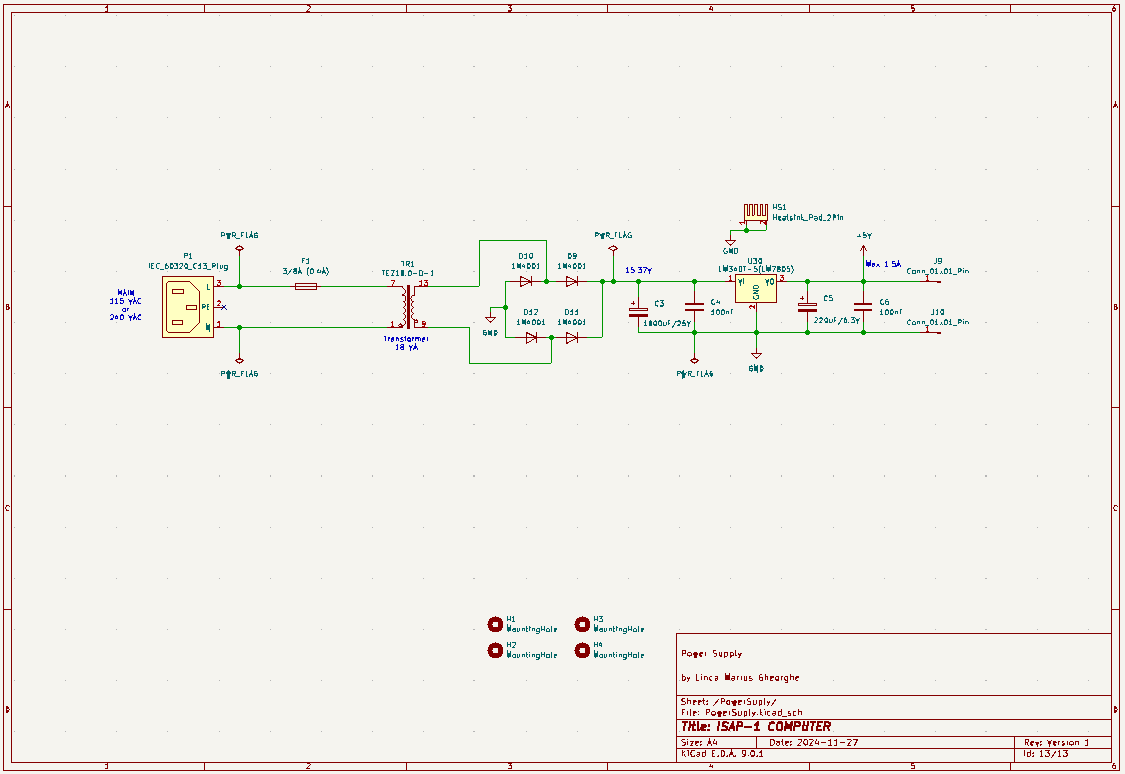 1 2 3 4 5 6
A A
HS1
Heatsink_Pad_2Pin
1 2
GND
PWR_FLAG PWR_FLAG +5V
P1
IEC_60320_C13_Plug
L 3
PE 2
N 1
MAIN
115 VAC
or
240 VAC
PWR_FLAG
F1
TR1
7 13
1 9
Transformer
18 VA
D10
1N4001
D9
1N4001
GND
D12
1N4001
D11
1N4001
15.37V
C3
1000uF/25V
C4
100nF
PWR_FLAG
U30
LM340T-5(LM7805)
1 VI VO 3
GND
2
GND
C5
220uF/6.3V
C6
100nF
Max 1.5A
J9
Conn_01x01_Pin
1
J10
Conn_01x01_Pin
1
B B
C C
H1
MountingHole
H3
MountingHole
H2
MountingHole
H4
MountingHole
Power Supply
by Linca Marius Gheorghe
Sheet: /PowerSuply/
File: PowerSuply.kicad_sch
Title: ISAP-1 COMPUTER
Size: A4 Date: 2024-11-27 Rev: Version 1
KiCad E.D.A. 9.0.1 Id: 13/13
D D
1 2 3 4 5 6